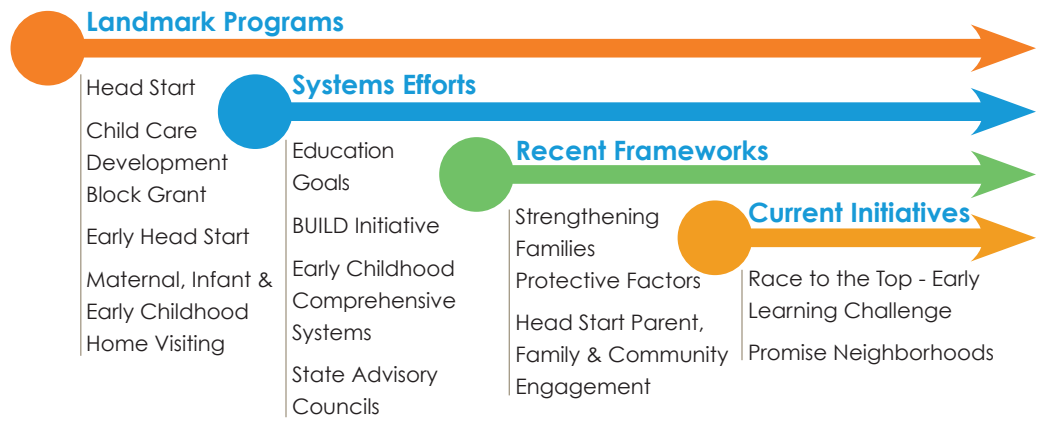 Landmark Programs
Head Start
Child Care
Development
Block Grant
Early Head Start
Maternal, Infant &
Early Childhood
Home Visiting
Systems Efforts
Education
Goals
BUILD Initiative
Early Childhood
Comprehensive
Systems
State Advisory
Councils
Recent Frameworks
Strengthening
Families
Protective Factors
Head Start Parent,
Family & Community
Engagement
Current Initiatives
Race to the Top - Early
Learning Challenge
Promise Neighborhoods